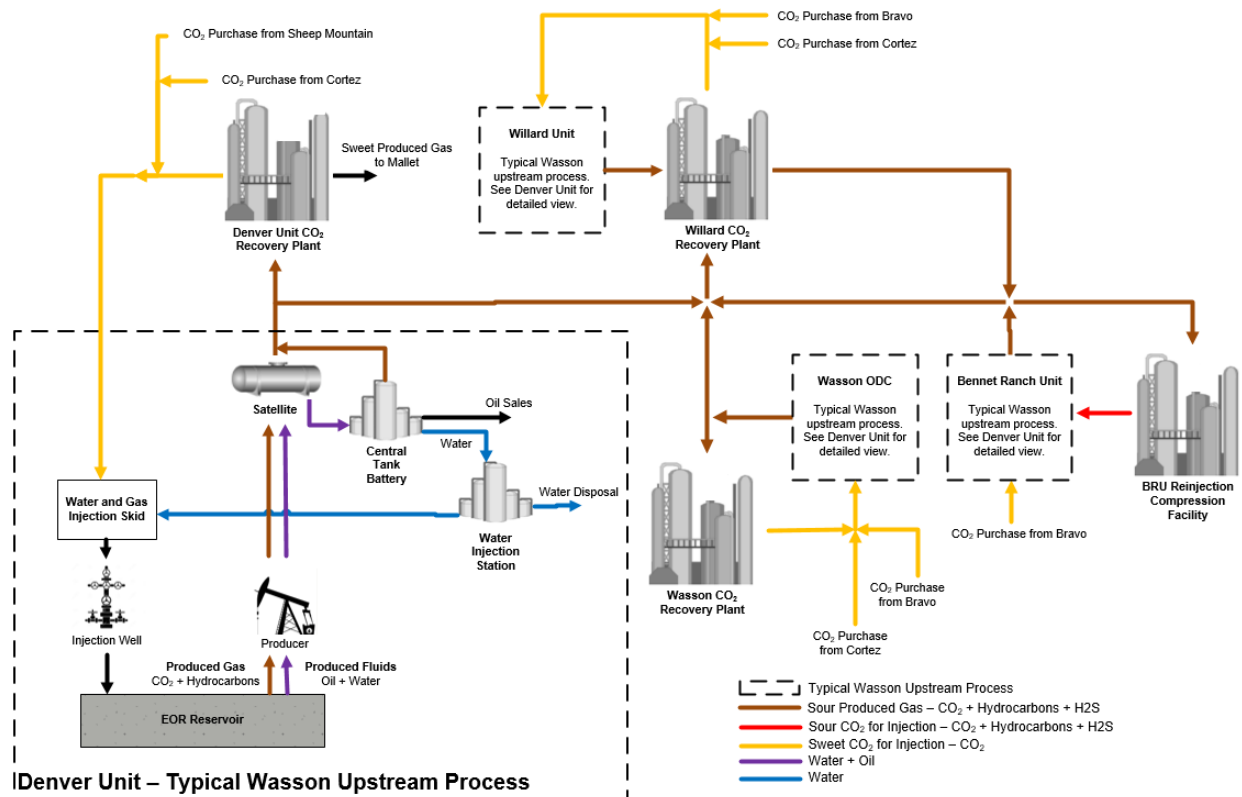 CO₂ Purchase from Sheep Mountain
CO₂ Purchase from Cortez
Sweet Produced Gas
to Mallet
Denver Unit CO₂
Recovery Plant
CO₂ Purchase from Bravo
CO₂ Purchase from Cortez
Willard Unit
Typical Wasson
upstream process.
See Denver Unit for
detailed view.
Willard CO₂
Recovery Plant
Satellite
Central
Tank
Battery
Oil Sales
Water
Water Disposal
Water
Injection
Station
Water and Gas
Injection Skid
Injection Well
Producer
Produced Gas
CO₂ + Hydrocarbons
Produced Fluids
Oil + Water
EOR Reservoir
Denver Unit – Typical Wasson Upstream Process
Wasson ODC
Typical Wasson
upstream process.
See Denver Unit for
detailed view.
Bennet Ranch Unit
Typical Wasson
upstream process.
See Denver Unit for
detailed view.
BRU Reinjection
Compression
Facility
CO₂ Purchase from Bravo
Wasson CO₂
Recovery Plant
CO₂ Purchase
from Bravo
CO₂ Purchase
from Cortez
Typical Wasson Upstream Process
Sour Produced Gas – CO₂ + Hydrocarbons + H2S
Sour CO₂ for Injection – CO₂ + Hydrocarbons + H2S
Sweet CO₂ for Injection – CO₂
Water + Oil
Water